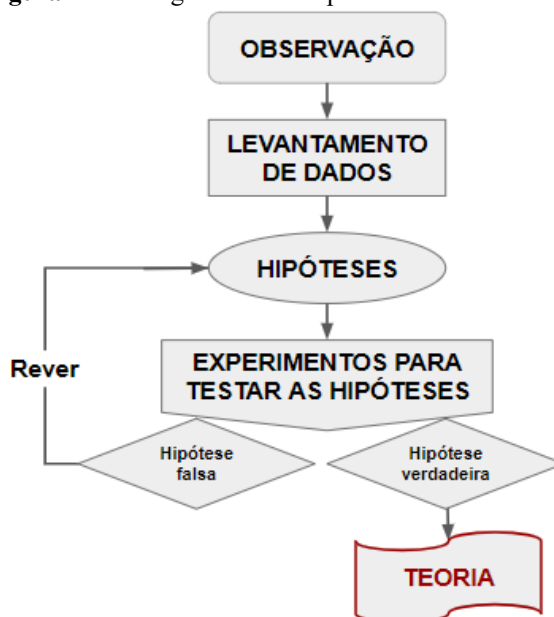 OBSERVAÇÃO
LEVANTAMENTO
DE DADOS
HIPÓTESES
Rever
EXPERIMENTOS PARA
TESTAR AS HIPÓTESES
Hipótese
falsa
Hipótese
verdadeira
TEORIA